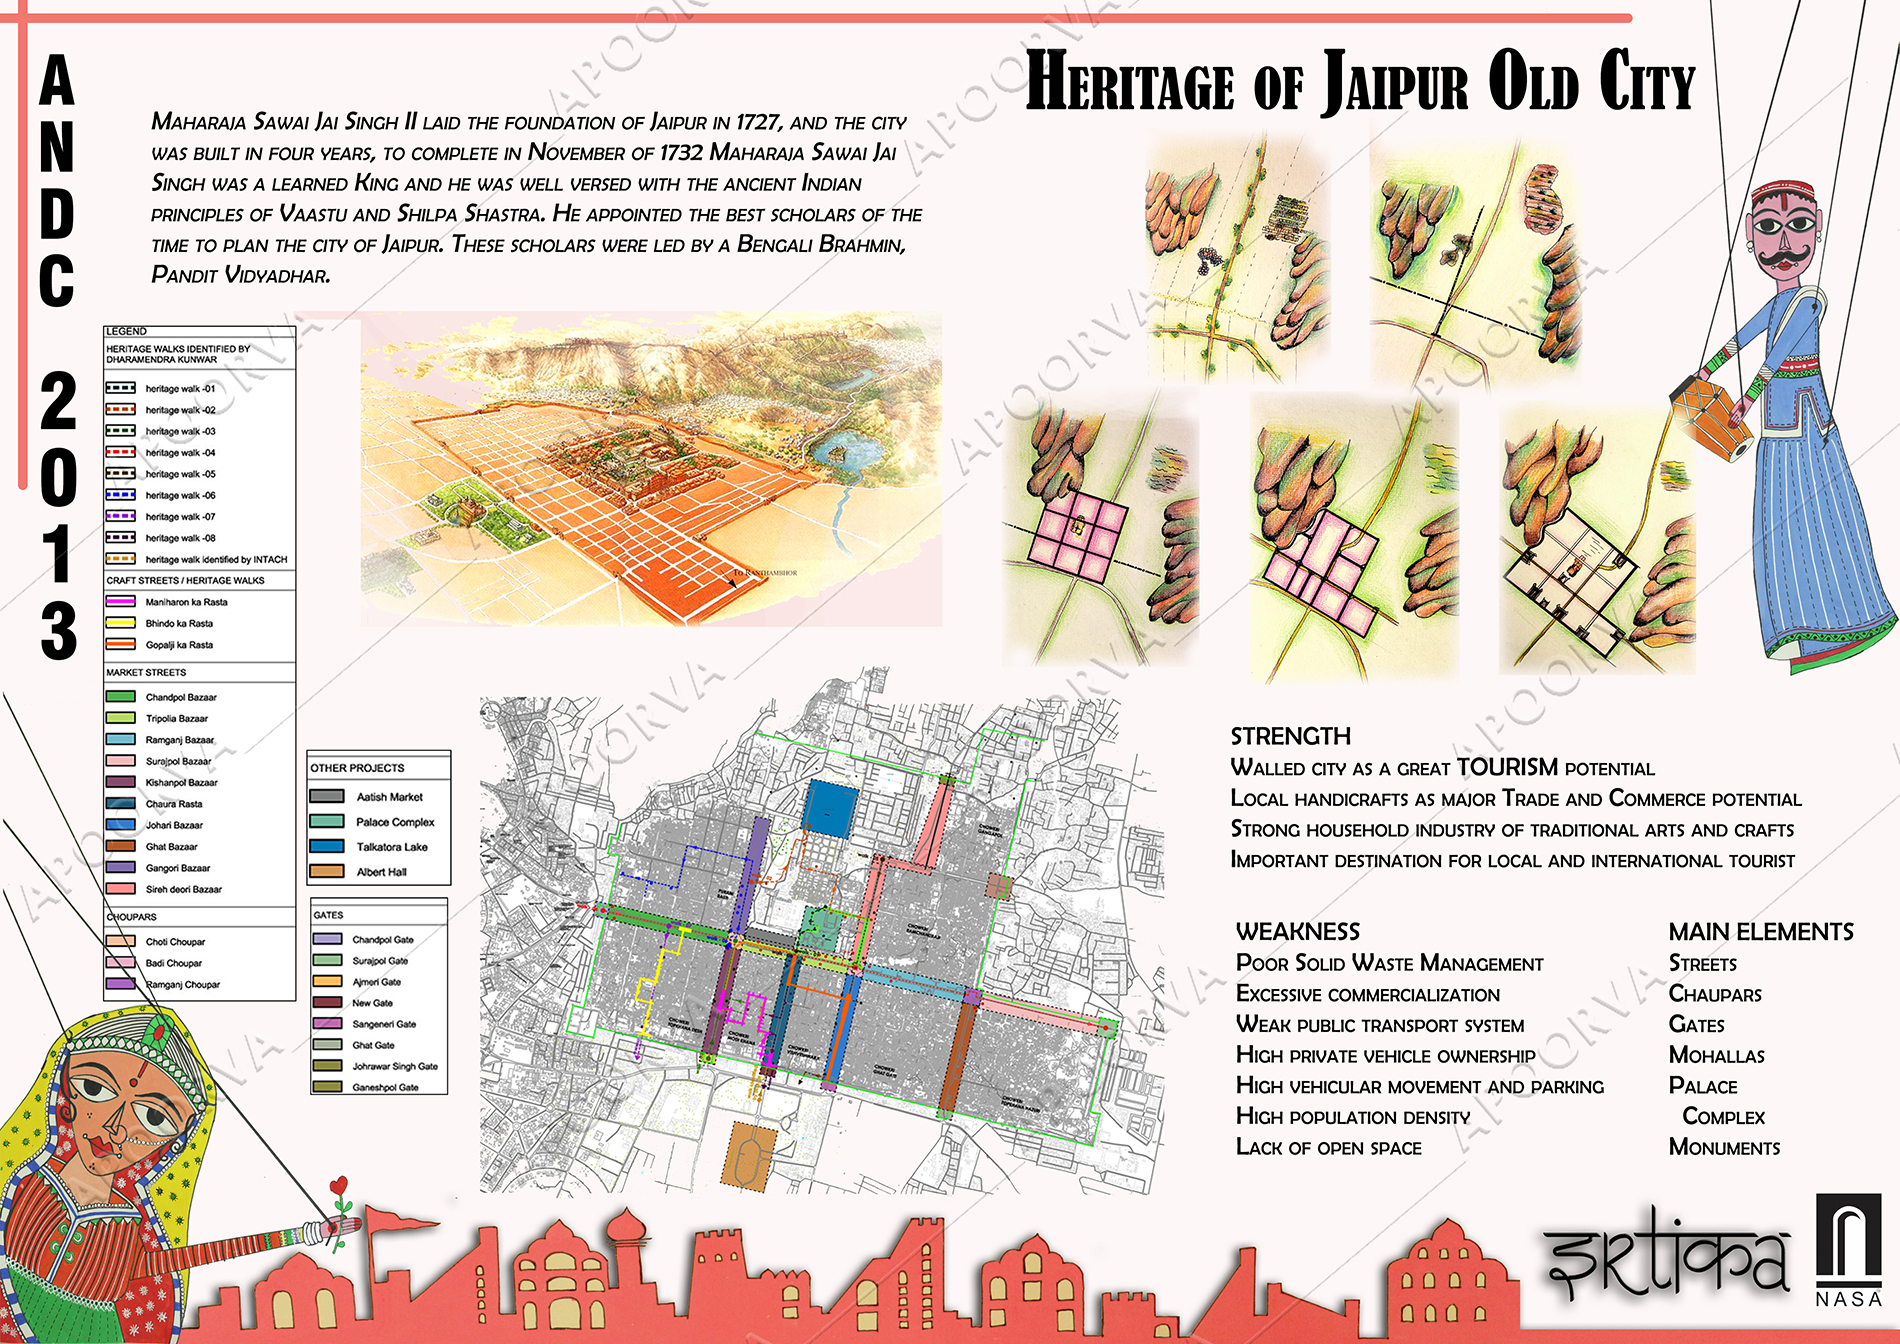 ANDC 2013
HERITAGE OF JAIPUR OLD CITY
MAHARAJA SAWAI JAI SINGH II LAID THE FOUNDATION OF JAIPUR IN 1727, AND THE CITY
WAS BUILT IN FOUR YEARS, TO COMPLETE IN NOVEMBER OF 1732 MAHARAJA SAWAI JAI
SINGH WAS A LEARNED KING AND HE WAS WELL VERSED WITH THE ANCIENT INDIAN
PRINCIPLES OF VAASTU AND SHILPA SHASTRA. HE APPOINTED THE BEST SCHOLARS OF THE
TIME TO PLAN THE CITY OF JAIPUR. THESE SCHOLARS WERE LED BY A BENGALI BRAHMIN,
PANDIT VIDYADHAR.
LEGEND
HERITAGE WALKS IDENTIFIED BY
DHARAMENDRA KUNWAR
heritage walk -01
heritage walk -02
heritage walk -03
heritage walk -04
heritage walk -05
heritage walk -06
heritage walk -07
heritage walk -08
heritage walk identified by INTACH
CRAFT STREETS / HERITAGE WALKS
Maniharon ka Rasta
Bhindo ka Rasta
Gopalji ka Rasta
MARKET STREETS
Chandpol Bazaar
Tripolia Bazaar
Ramganj Bazaar
Surajpol Bazaar
Kishanpol Bazaar
Chaura Rasta
Johari Bazaar
Ghat Bazaar
Gangori Bazaar
Sireh deori Bazaar
CHOUPARS
Choti Choupar
Badi Choupar
Ramganj Choupar
OTHER PROJECTS
Aatish Market
Palace Complex
Talkatora Lake
Albert Hall
GATES
Chandpol Gate
Surajpol Gate
Ajmeri Gate
New Gate
Sangeneri Gate
Ghat Gate
Johrawar Singh Gate
Ganeshpol Gate
TO RANTHAMBHOR
STRENGTH
WALLED CITY AS A GREAT TOURISM POTENTIAL
LOCAL HANDICRAFTS AS MAJOR TRADE AND COMMERCE POTENTIAL
STRONG HOUSEHOLD INDUSTRY OF TRADITIONAL ARTS AND CRAFTS
IMPORTANT DESTINATION FOR LOCAL AND INTERNATIONAL TOURIST
WEAKNESS
POOR SOLID WASTE MANAGEMENT
EXCESSIVE COMMERCIALIZATION
WEAK PUBLIC TRANSPORT SYSTEM
HIGH PRIVATE VEHICLE OWNERSHIP
HIGH VEHICULAR MOVEMENT AND PARKING
HIGH POPULATION DENSITY
LACK OF OPEN SPACE
MAIN ELEMENTS
STREETS
CHAUPARS
GATES
MOHALLAS
PALACE
COMPLEX
MONUMENTS
NASA
APOORVA